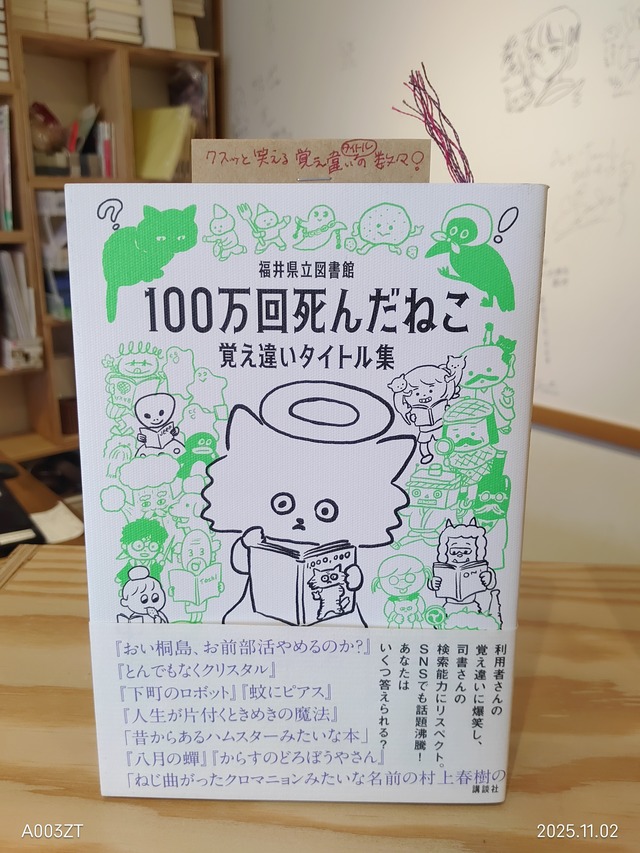 クスッと笑える覚え違いタイトルの数々!
?
!
福井県立図書館
100万回死んだねこ
覚え違いタイトル集
1,000,000
『おい桐島、お前部活やめるのか?』
『とんでもなくクリスタル』
『下町のロボット』『蚊にピアス』
『人生が片付くときめきの魔法』
「昔からあるハムスターみたいな本」
『八月の蟬』『からすのどろぼうやさん』
「ねじ曲がったクロマニョンみたいな名前の村上春樹の
利用者さんの
覚え違いに爆笑し、
司書さんの
検索能力にリスペクト。
SNSでも話題沸騰!
あなたは
いくつ答えられる?
講談社
A003ZT
2025.11.02